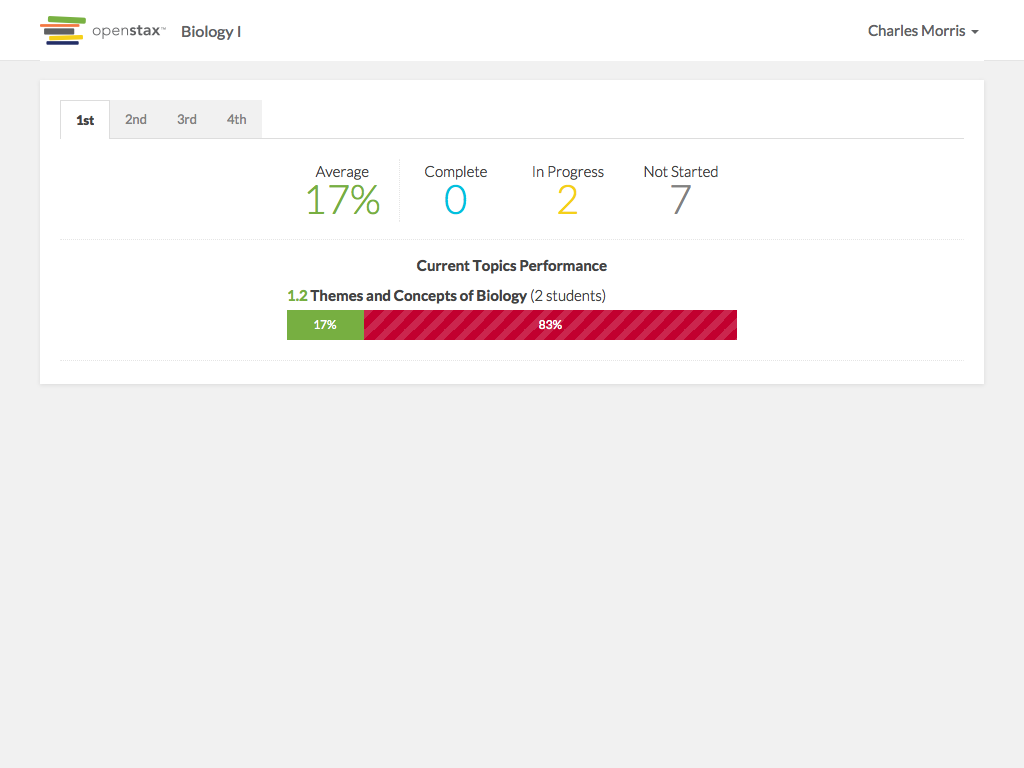 openstax™ Biology I
Charles Morris
1st 2nd 3rd 4th
Average Complete In Progress Not Started
17% 0 2 7
Current Topics Performance
1.2 Themes and Concepts of Biology (2 students)
17% 83%